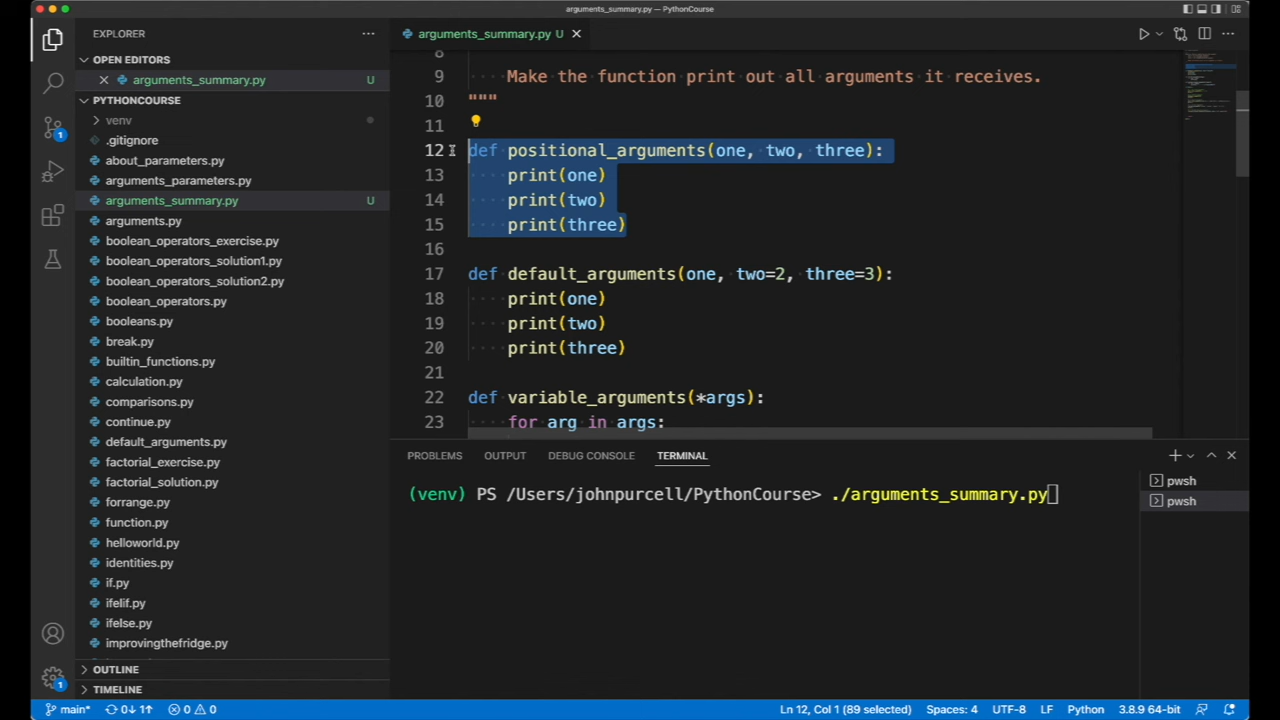 arguments_summary.py — PythonCourse
EXPLORER
OPEN EDITORS
arguments_summary.py U
PYTHONCOURSE
venv
.gitignore
about_parameters.py
arguments_parameters.py
arguments_summary.py U
arguments.py
boolean_operators_exercise.py
boolean_operators_solution1.py
boolean_operators_solution2.py
boolean_operators.py
booleans.py
break.py
builtin_functions.py
calculation.py
comparisons.py
continue.py
default_arguments.py
factorial_exercise.py
factorial_solution.py
forrange.py
function.py
helloworld.py
identities.py
if.py
ifelif.py
ifelse.py
improvingthefridge.py
OUTLINE
TIMELINE
arguments_summary.py U
8
9 Make the function print out all arguments it receives.
10 """
11
12 def positional_arguments(one, two, three):
13 print(one)
14 print(two)
15 print(three)
16
17 def default_arguments(one, two=2, three=3):
18 print(one)
19 print(two)
20 print(three)
21
22 def variable_arguments(*args):
23 for arg in args:
PROBLEMS OUTPUT DEBUG CONSOLE TERMINAL
(venv) PS /Users/johnpurcell/PythonCourse> ./arguments_summary.py
pwsh
pwsh
1
1
main* 0↓ 1↑ 0 0 Ln 12, Col 1 (89 selected) Spaces: 4 UTF-8 LF Python 3.8.9 64-bit